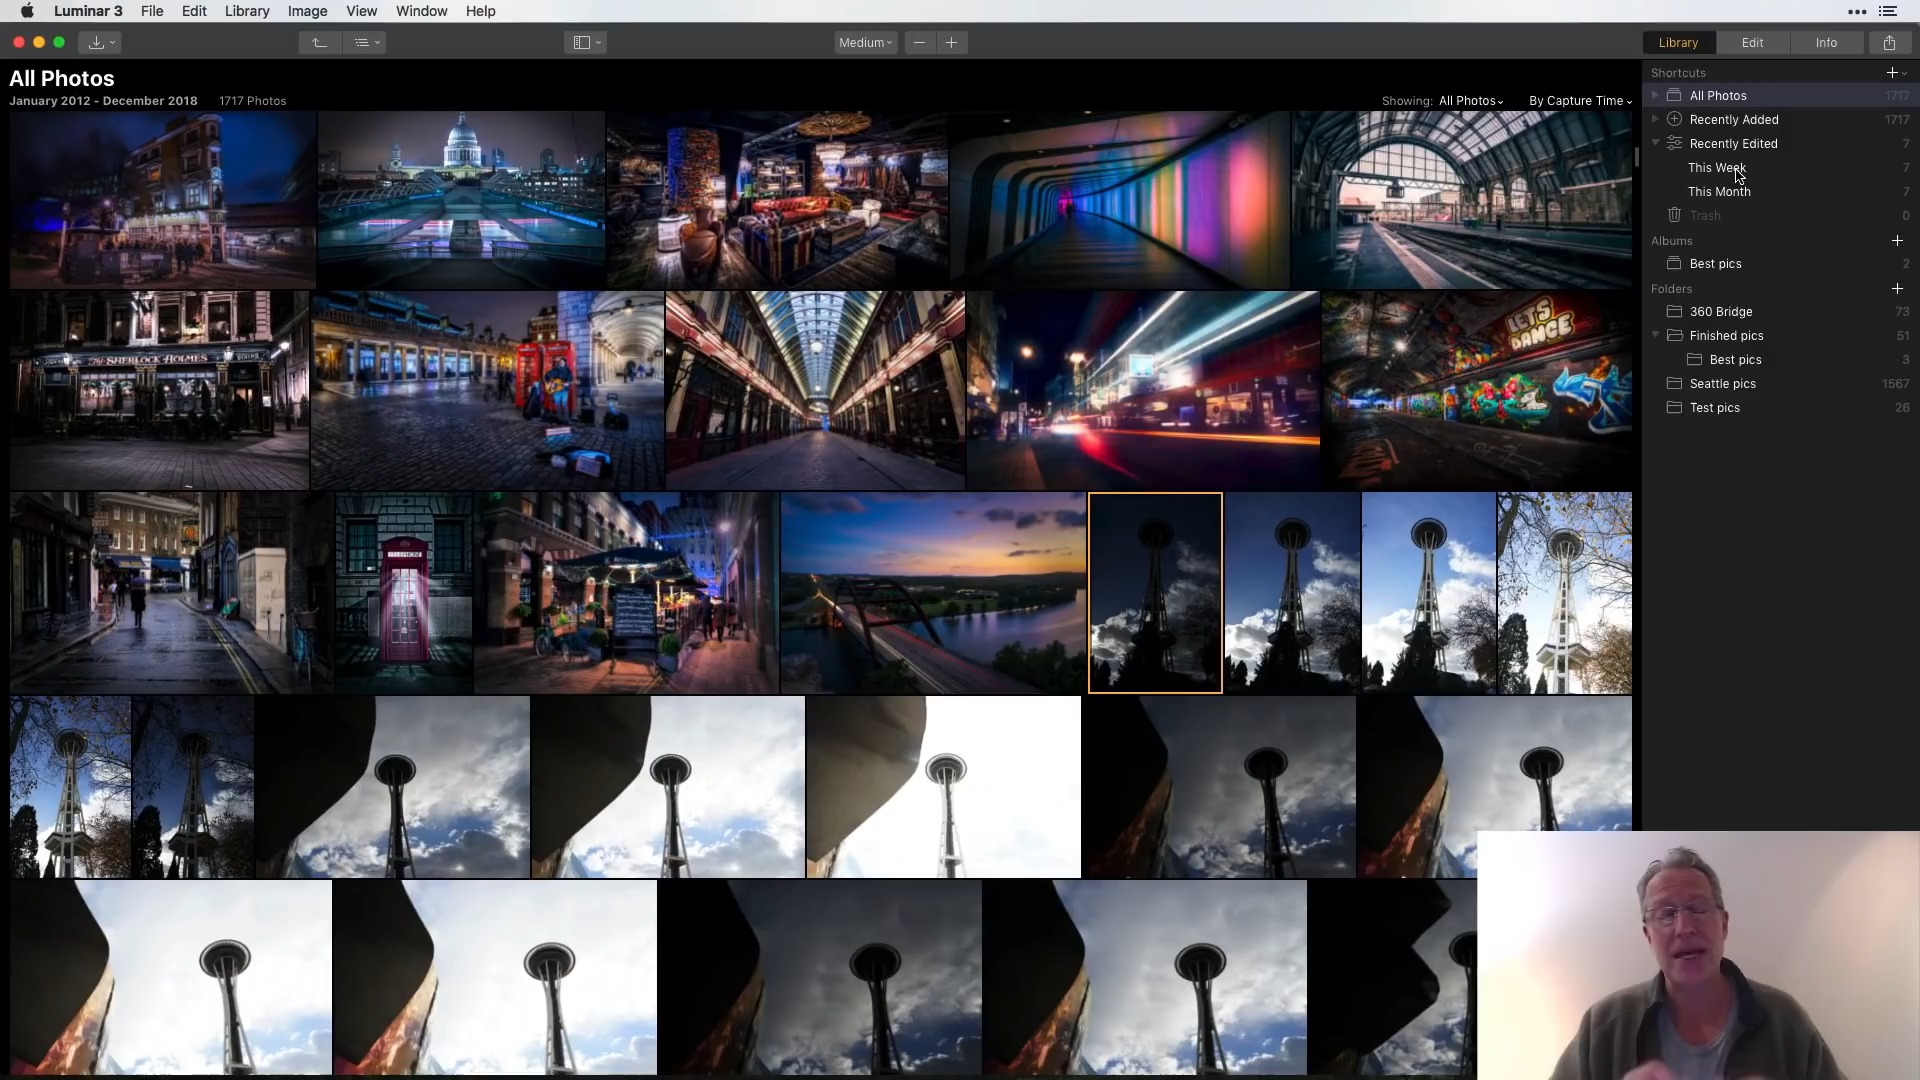 Luminar 3 File Edit Library Image View Window Help
Medium
Library Edit Info
All Photos
January 2012 - December 2018 1717 Photos
Showing: All Photos By Capture Time
Shortcuts
All Photos 1717
Recently Added 1717
Recently Edited 7
This Week 7
This Month 7
Trash 0
Albums
Best pics 2
Folders
360 Bridge 73
Finished pics 51
Best pics 3
Seattle pics 1567
Test pics 26
The SHERLOCK HOLMES
LET'S
DANCE
TELEPHONE